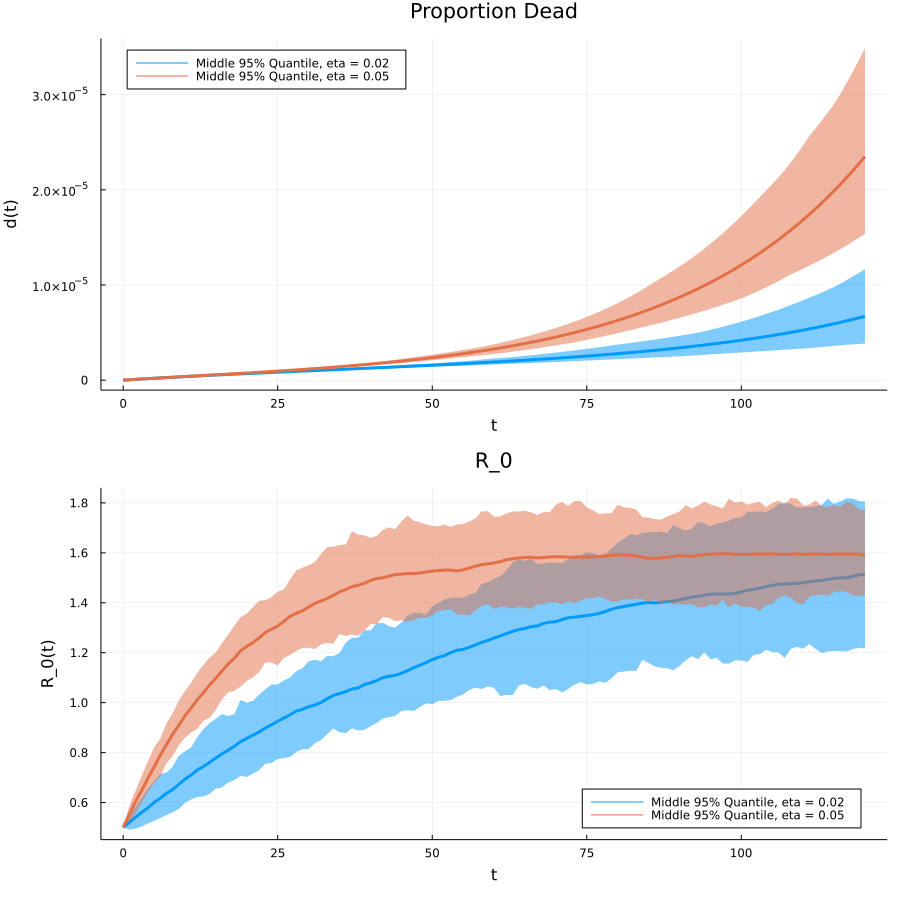 Proportion Dead
Middle 95% Quantile, eta = 0.02
Middle 95% Quantile, eta = 0.05
3.0×10⁻⁵
2.0×10⁻⁵
1.0×10⁻⁵
0
d(t)
0 25 50 75 100
t
R_0
1.8
1.6
1.4
1.2
1.0
0.8
0.6
R_0(t)
Middle 95% Quantile, eta = 0.02
Middle 95% Quantile, eta = 0.05
0 25 50 75 100
t